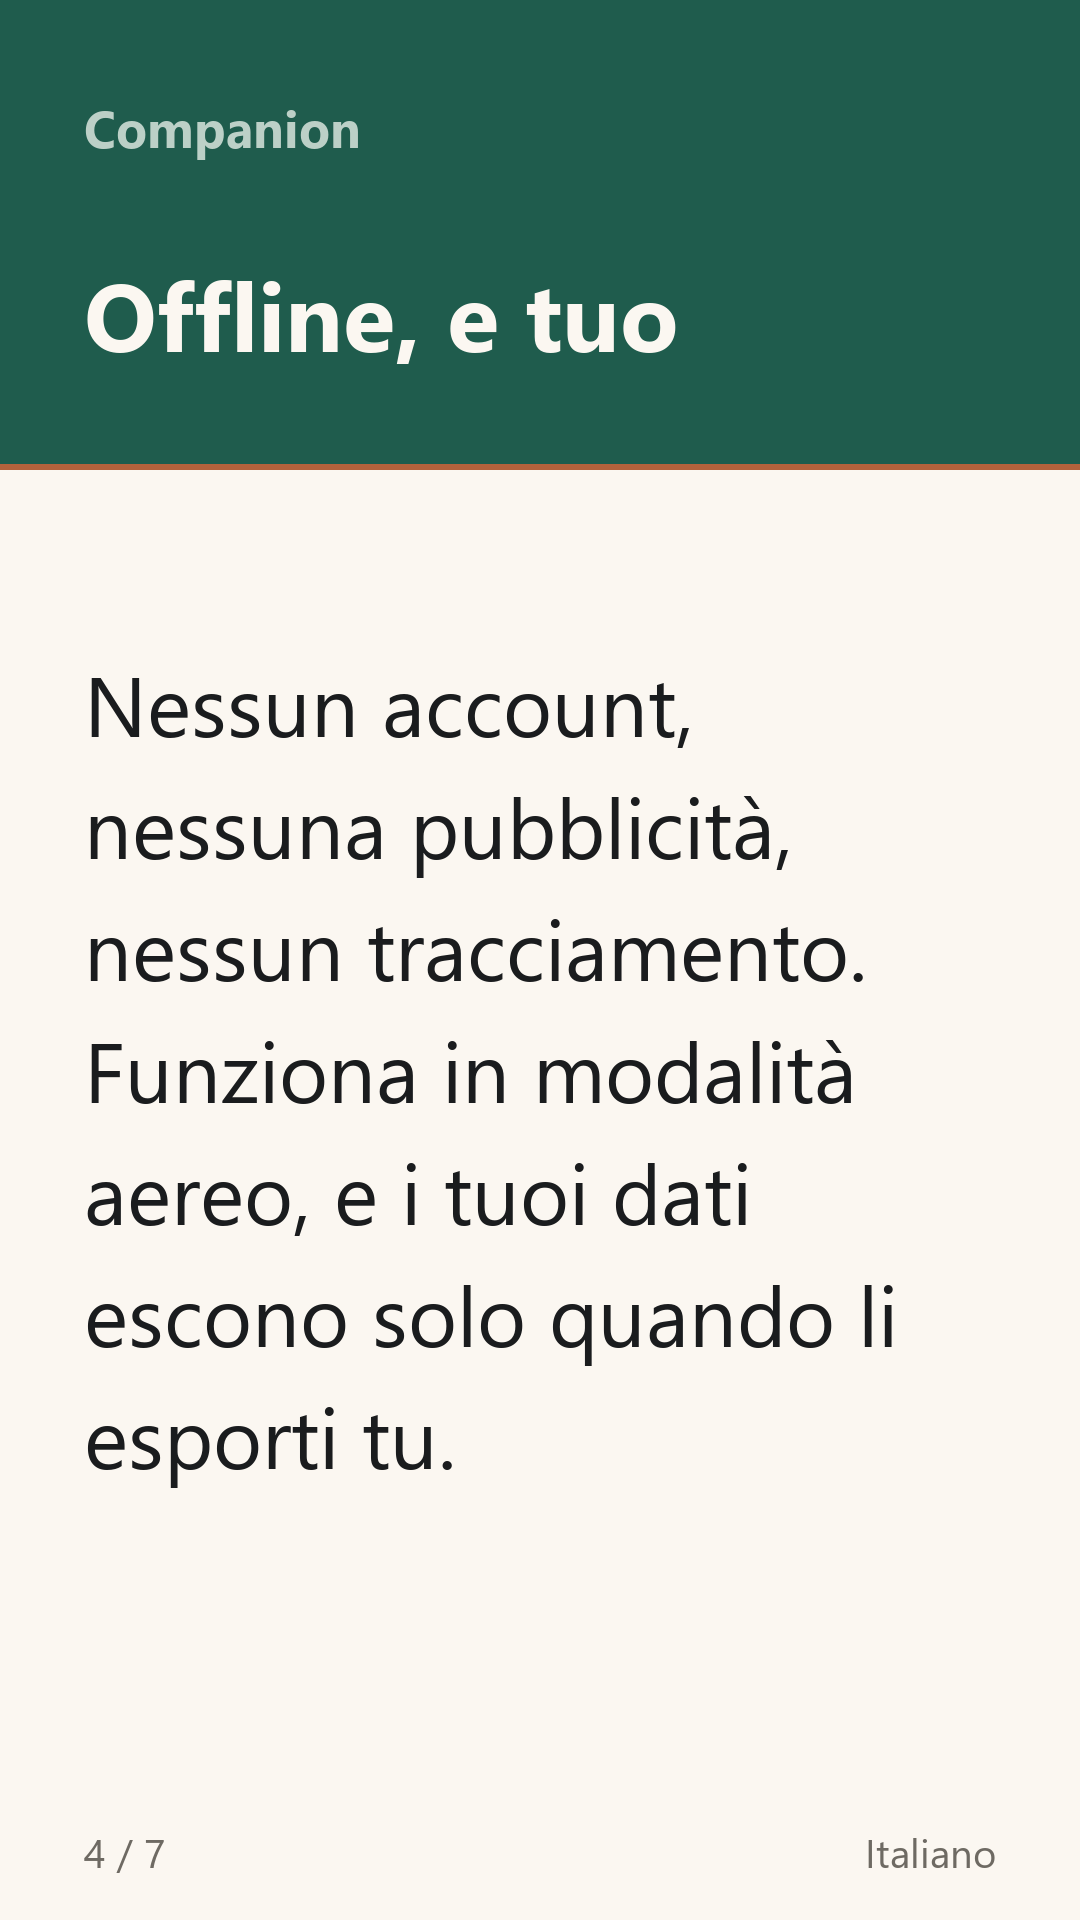 Companion
Offline, e tuo
Nessun account,
nessuna pubblicità,
nessun tracciamento.
Funziona in modalità
aereo, e i tuoi dati
escono solo quando li
esporti tu.
4 / 7
Italiano